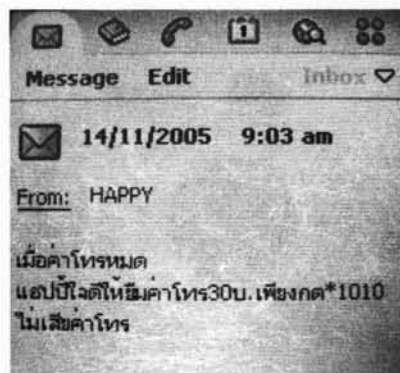 Message Edit Inbox
14/11/2005 9:03 am
From: HAPPY
เมื่อค่าโทรหมด
แฮปปี้ใจดีให้ยืมค่าโทร30บ.เพียงกด*1010
ไม่เสียค่าโทร